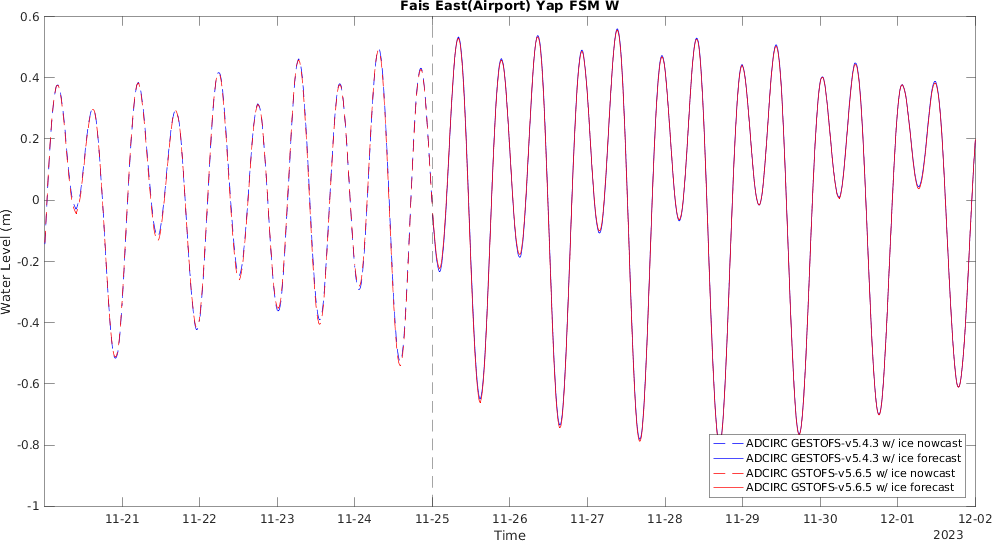 Fais East(Airport) Yap FSM W
0.6
0.4
0.2
0
-0.2
-0.4
-0.6
-0.8
-1
Water Level (m)
ADCIRC GESTOFS-v5.4.3 w/ ice nowcast
ADCIRC GESTOFS-v5.4.3 w/ ice forecast
ADCIRC GSTOFS-v5.6.5 w/ ice nowcast
ADCIRC GSTOFS-v5.6.5 w/ ice forecast
11-21 11-22 11-23 11-24 11-25 11-26 11-27 11-28 11-29 11-30 12-01 12-02
Time
2023